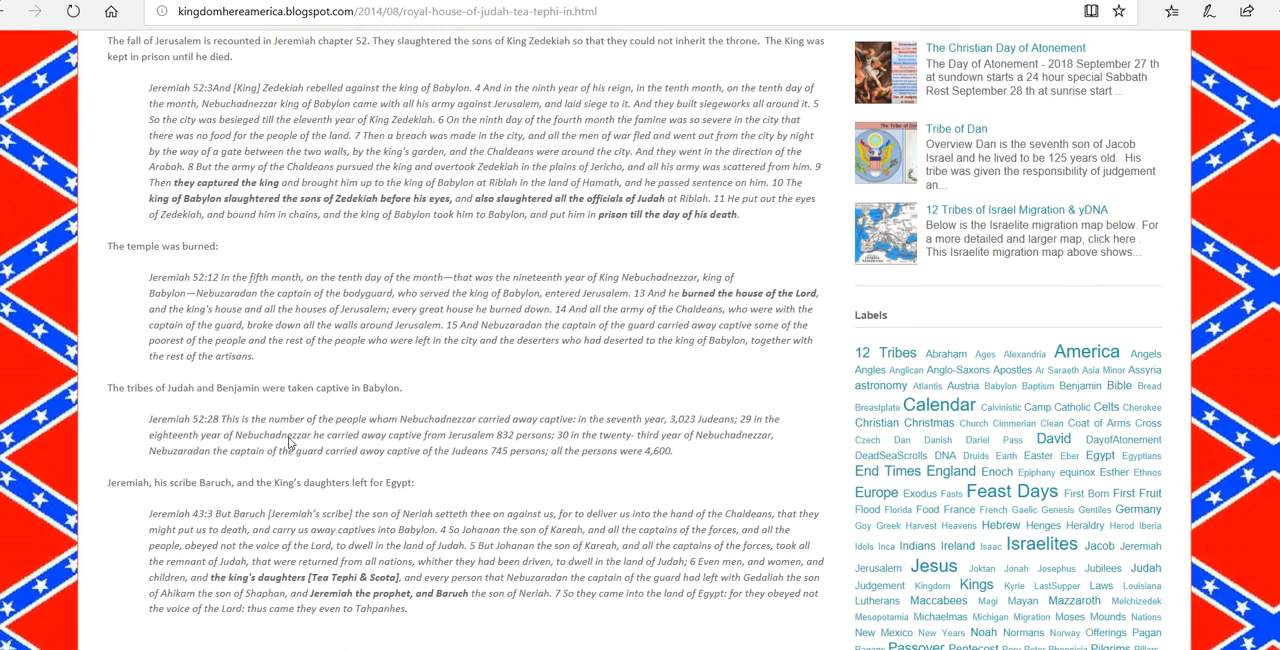 kingdomhereamerica.blogspot.com/2014/08/royal-house-of-judah-tea-tephi-in.html
The fall of Jerusalem is recounted in Jeremiah chapter 52. They slaughtered the sons of King Zedekiah so that they could not inherit the throne. The King was
kept in prison until he died.
Jeremiah 52:3 And [King] Zedekiah rebelled against the king of Babylon. 4 And in the ninth year of his reign, in the tenth month, on the tenth day of
the month, Nebuchadnezzar king of Babylon came with all his army against Jerusalem, and laid siege to it. And they built siegeworks all around it. 5
So the city was besieged till the eleventh year of King Zedekiah. 6 On the ninth day of the fourth month the famine was so severe in the city that
there was no food for the people of the land. 7 Then a breach was made in the city, and all the men of war fled and went out from the city by night
by the way of a gate between the two walls, by the king's garden, and the Chaldeans were around the city. And they went in the direction of the
Arabah. 8 But the army of the Chaldeans pursued the king and overtook Zedekiah in the plains of Jericho, and all his army was scattered from him. 9
Then they captured the king and brought him up to the king of Babylon at Riblah in the land of Hamath, and he passed sentence on him. 10 The
king of Babylon slaughtered the sons of Zedekiah before his eyes, and also slaughtered all the officials of Judah at Riblah. 11 He put out the eyes
of Zedekiah, and bound him in chains, and the king of Babylon took him to Babylon, and put him in prison till the day of his death.
The temple was burned:
Jeremiah 52:12 In the fifth month, on the tenth day of the month—that was the nineteenth year of King Nebuchadnezzar, king of
Babylon—Nebuzaradan the captain of the bodyguard, who served the king of Babylon, entered Jerusalem. 13 And he burned the house of the Lord,
and the king's house and all the houses of Jerusalem; every great house he burned down. 14 And all the army of the Chaldeans, who were with the
captain of the guard, broke down all the walls around Jerusalem. 15 And Nebuzaradan the captain of the guard carried away captive some of the
poorest of the people and the rest of the people who were left in the city and the deserters who had deserted to the king of Babylon, together with
the rest of the artisans.
The tribes of Judah and Benjamin were taken captive in Babylon.
Jeremiah 52:28 This is the number of the people whom Nebuchadnezzar carried away captive: in the seventh year, 3,023 Judeans; 29 in the
eighteenth year of Nebuchadnezzar he carried away captive from Jerusalem 832 persons; 30 in the twenty- third year of Nebuchadnezzar,
Nebuzaradan the captain of the guard carried away captive of the Judeans 745 persons; all the persons were 4,600.
Jeremiah, his scribe Baruch, and the King's daughters left for Egypt:
Jeremiah 43:3 But Baruch [Jeremiah's scribe] the son of Neriah setteth thee on against us, for to deliver us into the hand of the Chaldeans, that they
might put us to death, and carry us away captives into Babylon. 4 So Johanan the son of Kareah, and all the captains of the forces, and all the
people, obeyed not the voice of the Lord, to dwell in the land of Judah. 5 But Johanan the son of Kareah, and all the captains of the forces, took all
the remnant of Judah, that were returned from all nations, whither they had been driven, to dwell in the land of Judah; 6 Even men, and women, and
children, and the king's daughters [Tea Tephi & Scota], and every person that Nebuzaradan the captain of the guard had left with Gedaliah the son
of Ahikam the son of Shaphan, and Jeremiah the prophet, and Baruch the son of Neriah. 7 So they came into the land of Egypt: for they obeyed not
the voice of the Lord: thus came they even to Tahpanhes.
The Christian Day of Atonement
The Day of Atonement - 2018 September 27 th
at sundown starts a 24 hour special Sabbath
Rest September 28 th at sunrise start ...
The Tribe of Dan
Tribe of Dan
Overview Dan is the seventh son of Jacob
Israel and he lived to be 125 years old. His
tribe was given the responsibility of judgement
an...
12 Tribes of Israel Migration & yDNA
Below is the Israelite migration map below. For
a more detailed and larger map, click here .
This Israelite migration map above shows...
Labels
12 Tribes Abraham Ages Alexandria America Angels
Angles Anglican Anglo-Saxons Apostles Ar Saraeth Asia Minor Assyria
astronomy Atlantis Austria Babylon Baptism Benjamin Bible Bread
Breastplate Calendar Calvinistic Camp Catholic Celts Cherokee
Christian Christmas Church Cimmerian Clean Coat of Arms Cross
Czech Dan Danish Dariel Pass David DayofAtonement
DeadSeaScrolls DNA Druids Earth Easter Eber Egypt Egyptians
End Times England Enoch Epiphany equinox Esther Ethnos
Europe Exodus Fasts Feast Days First Born First Fruit
Flood Florida Food France French Gaelic Genesis Gentiles Germany
Goy Greek Harvest Heavens Hebrew Henges Heraldry Herod Iberia
Idols Inca Indians Ireland Isaac Israelites Jacob Jeremiah
Jerusalem Jesus Joktan Jonah Josephus Jubilees Judah
Judgement Kingdom Kings Kyrie LastSupper Laws Louisiana
Lutherans Maccabees Magi Mayan Mazzaroth Melchizedek
Mesopotamia Michaelmas Michigan Migration Moses Mounds Nations
New Mexico New Years Noah Normans Norway Offerings Pagan
Pagans Passover Pentecost Peru Peter Phoenicia Pilgrims Pillars